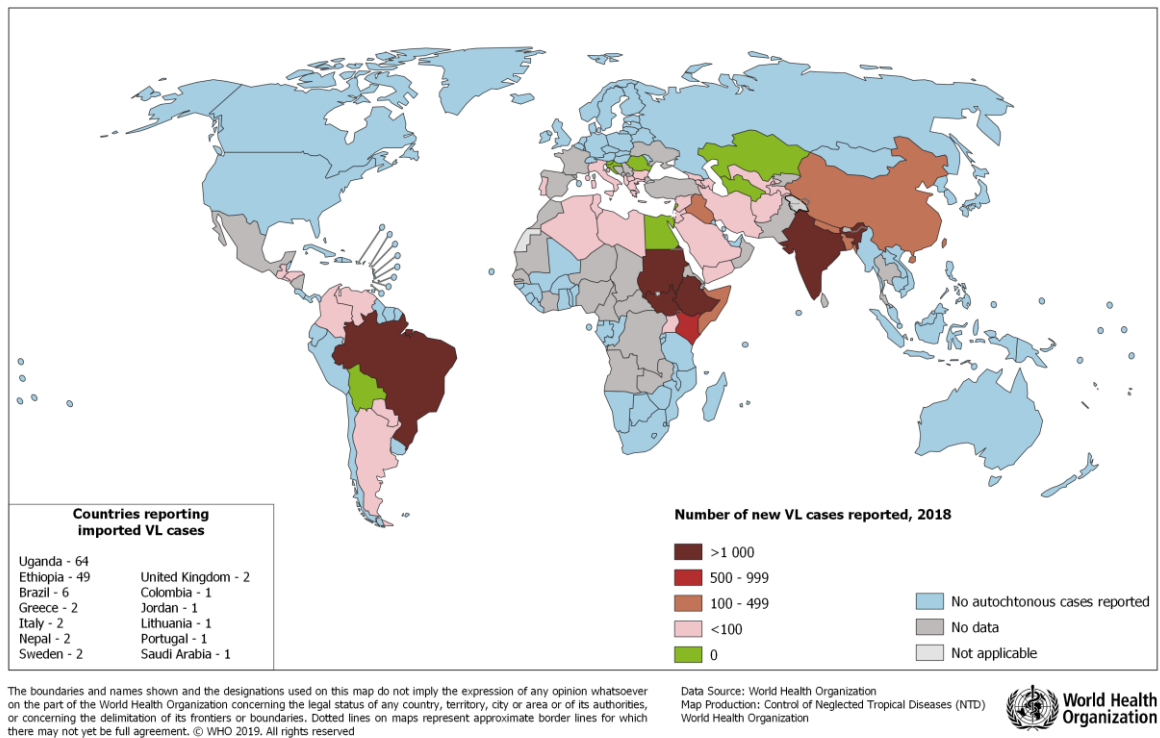 Countries reporting
imported VL cases
Uganda - 64
Ethiopia - 49
Brazil - 6
Greece - 2
Italy - 2
Nepal - 2
Sweden - 2
United Kingdom - 2
Colombia - 1
Jordan - 1
Lithuania - 1
Portugal - 1
Saudi Arabia - 1
Number of new VL cases reported, 2018
>1 000
500 - 999
100 - 499
<100
0
No autochtonous cases reported
No data
Not applicable
The boundaries and names shown and the designations used on this map do not imply the expression of any opinion whatsoever
on the part of the World Health Organization concerning the legal status of any country, territory, city or area or of its authorities,
or concerning the delimitation of its frontiers or boundaries. Dotted lines on maps represent approximate border lines for which
there may not yet be full agreement. © WHO 2019. All rights reserved
Data Source: World Health Organization
Map Production: Control of Neglected Tropical Diseases (NTD)
World Health Organization
World Health
Organization